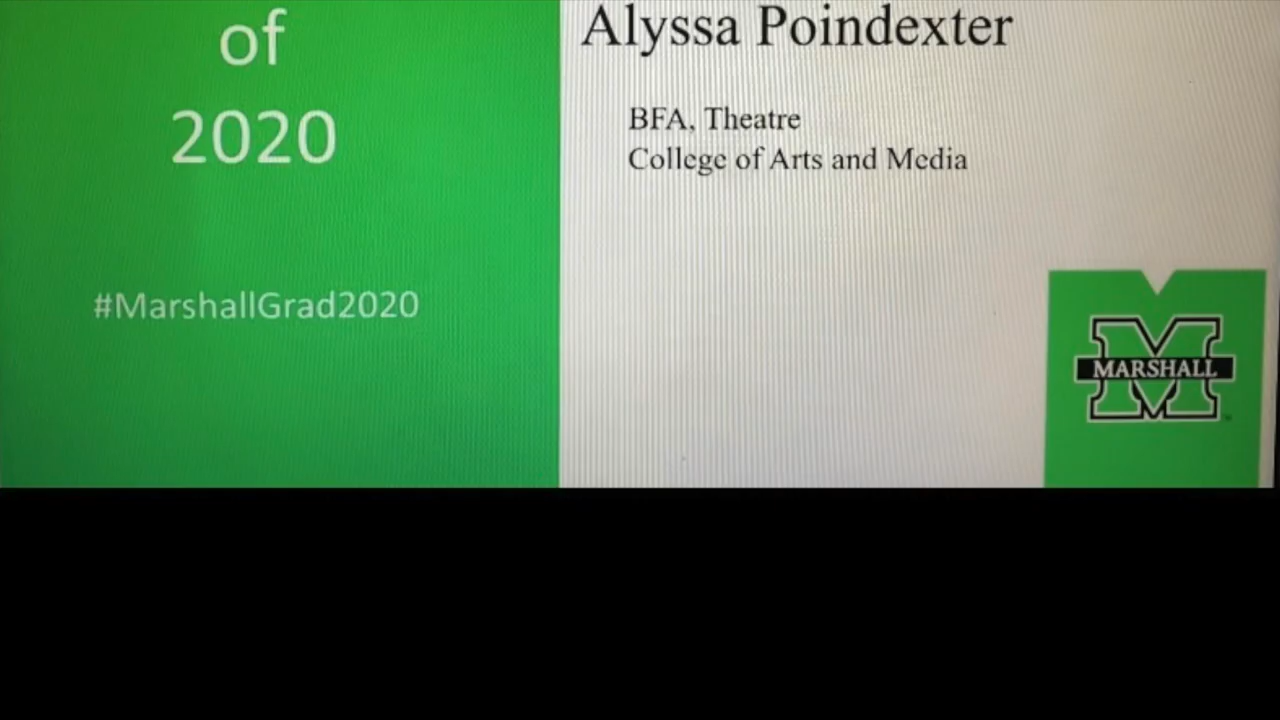 of
2020
#MarshallGrad2020
Alyssa Poindexter
BFA, Theatre
College of Arts and Media
MARSHALL